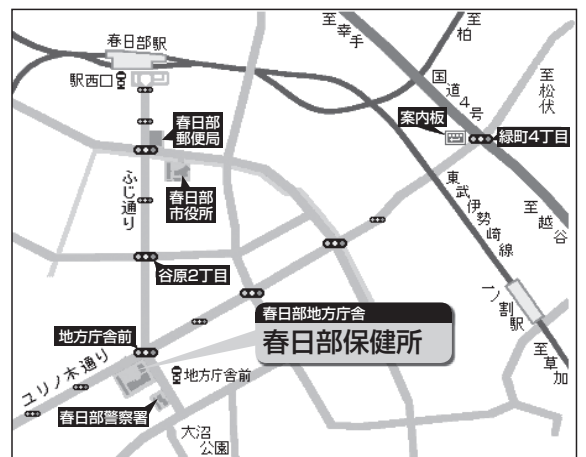 春日部駅
駅西口
至幸手
至柏
国道4号
至松伏
案内板
緑町4丁目
春日部
郵便局
ふじ通り
春日部
市役所
東武伊勢崎線
至越谷
谷原2丁目
一ノ割駅
春日部地方庁舎
春日部保健所
地方庁舎前
至草加
ユリノ木通り
地方庁舎前
春日部警察署
大沼
公園